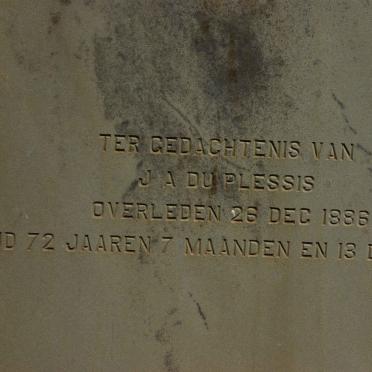 TER GEDACHTENIS VAN
J A DU PLESSIS
OVERLEDEN 26 DEC 1886
72 JAAREN 7 MAANDEN EN 13